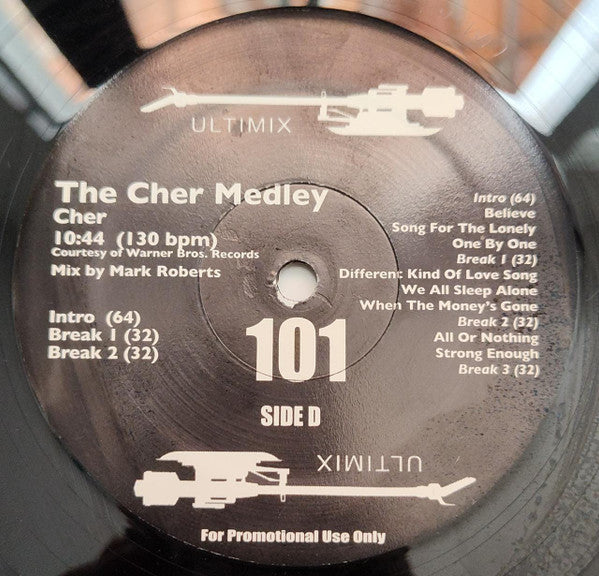 ULTIMIX
The Cher Medley
Cher
10:44 (130 bpm)
Courtesy of Warner Bros. Records
Mix by Mark Roberts
Intro (64)
Break 1 (32)
Break 2 (32)
Intro (64)
Believe
Song For The Lonely
One By One
Break 1 (32)
Different Kind Of Love Song
We All Sleep Alone
When The Money's Gone
Break 2 (32)
All Or Nothing
Strong Enough
Break 3 (32)
101
SIDE D
ULTIMIX
For Promotional Use Only